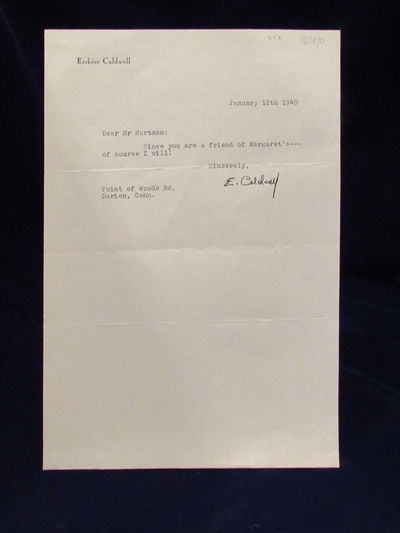 Erskine Caldwell
January 11th 1940
Dear Mr Hartman:
Since you are a friend of Margaret's---
of course I will!
Sincerely,
E. Caldwell
Point of Woods Rd,
Darien, Conn.